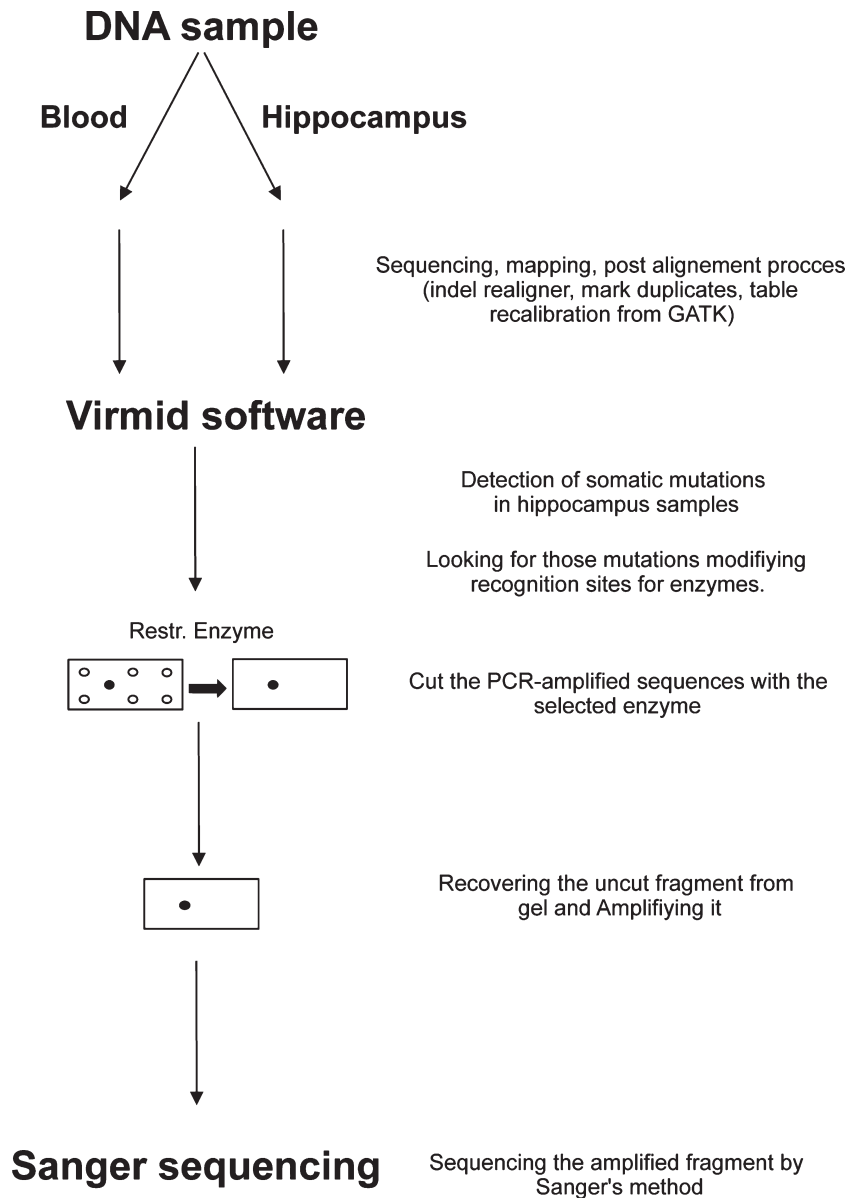 DNA sample
Blood
Hippocampus
Sequencing, mapping, post alignement procces
(indel realigner, mark duplicates, table
recalibration from GATK)
Virmid software
Detection of somatic mutations
in hippocampus samples
Looking for those mutations modifiying
recognition sites for enzymes.
Restr. Enzyme
Cut the PCR-amplified sequences with the
selected enzyme
Recovering the uncut fragment from
gel and Amplifiying it
Sanger sequencing
Sequencing the amplified fragment by
Sanger's method